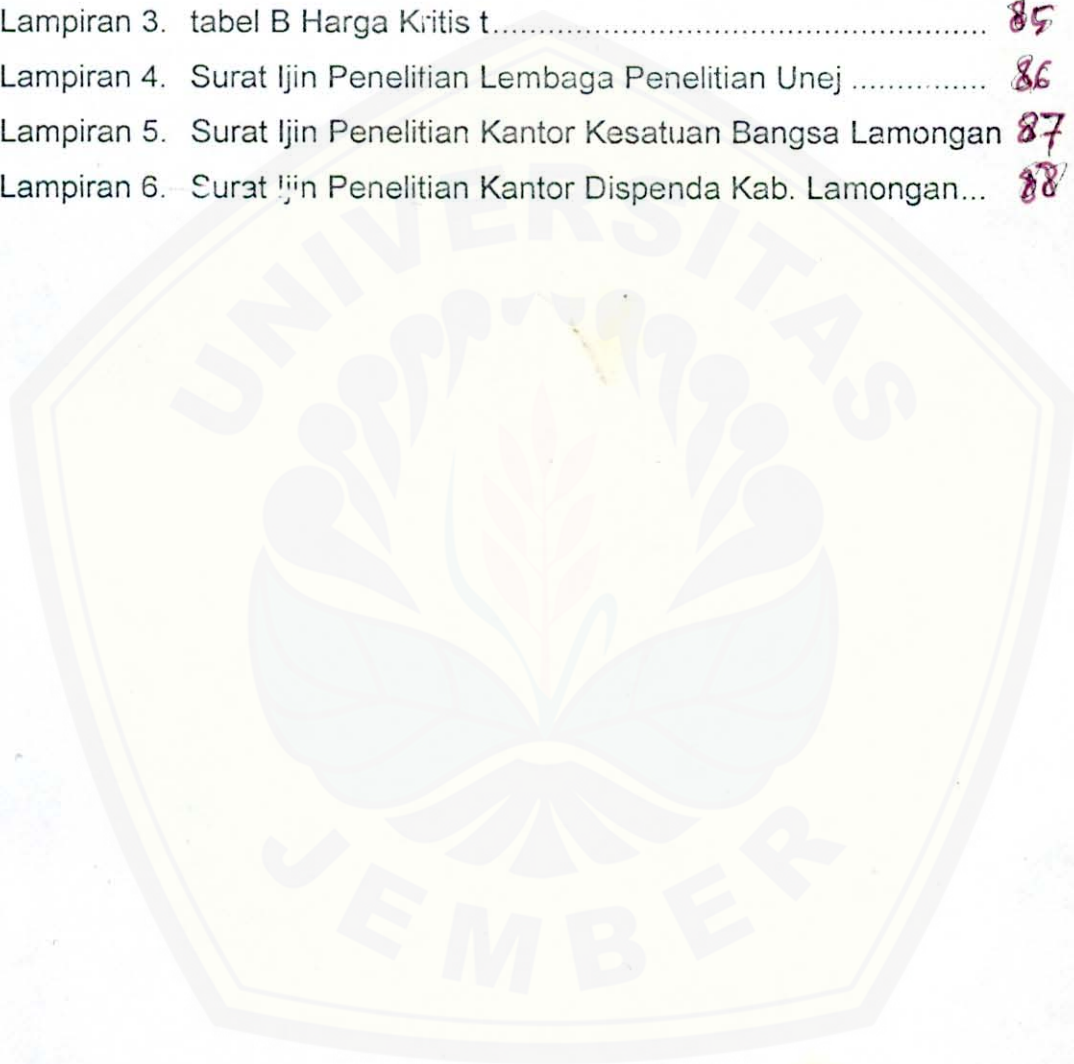 Lampiran 3. tabel B Harga Kritis t....................................................... 85
Lampiran 4. Surat Ijin Penelitian Lembaga Penelitian Unej ............... 86
Lampiran 5. Surat Ijin Penelitian Kantor Kesatuan Bangsa Lamongan 87
Lampiran 6. Surat Ijin Penelitian Kantor Dispenda Kab. Lamongan... 88
UNIVERSITAS
JEMBER